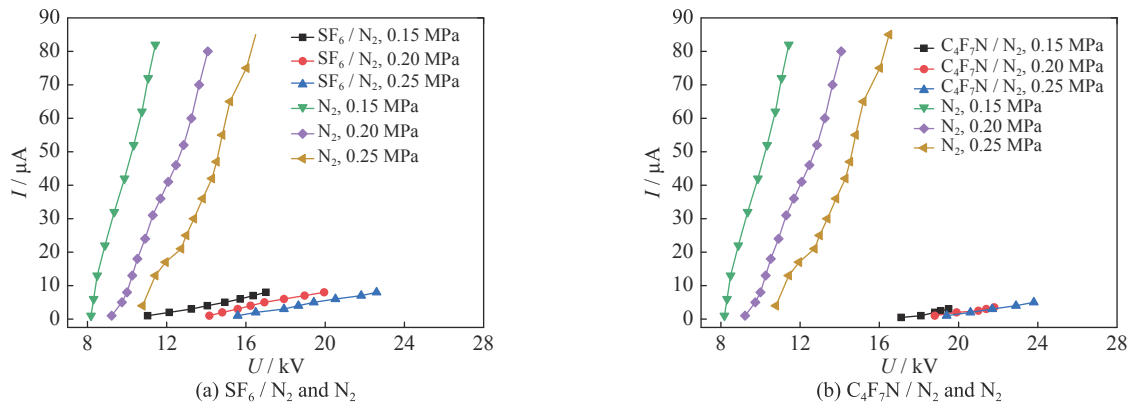 90
80
70
60
50
40
30
20
10
0
I / μA
SF₆ / N₂, 0.15 MPa
SF₆ / N₂, 0.20 MPa
SF₆ / N₂, 0.25 MPa
N₂, 0.15 MPa
N₂, 0.20 MPa
N₂, 0.25 MPa
8 12 16 20 24 28
U / kV
(a) SF₆ / N₂ and N₂
90
80
70
60
50
40
30
20
10
0
I / μA
C₄F₇N / N₂, 0.15 MPa
C₄F₇N / N₂, 0.20 MPa
C₄F₇N / N₂, 0.25 MPa
N₂, 0.15 MPa
N₂, 0.20 MPa
N₂, 0.25 MPa
8 12 16 20 24 28
U / kV
(b) C₄F₇N / N₂ and N₂